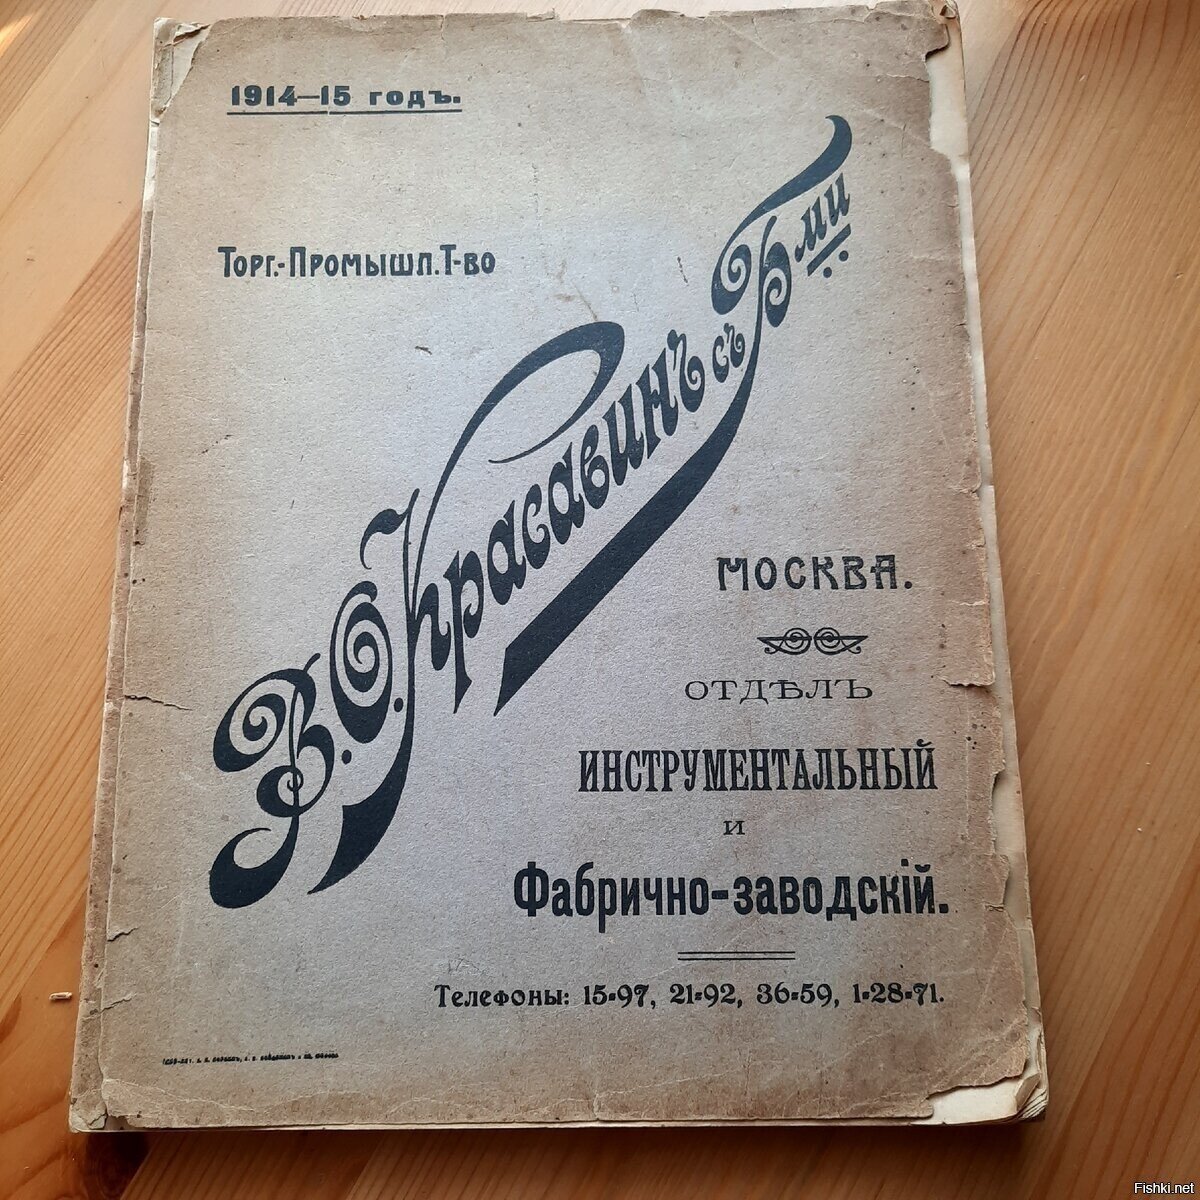 1914–15 годъ.
Торг.-Промышл. Т-во
В. О. Красавинъ съ Бми
МОСКВА.
ОТДѢЛЪ
ИНСТРУМЕНТАЛЬНЫЙ
и
Фабрично-заводскій.
Телефоны: 15=97, 21=92, 36=59, 1=28=71.
Fishki.net